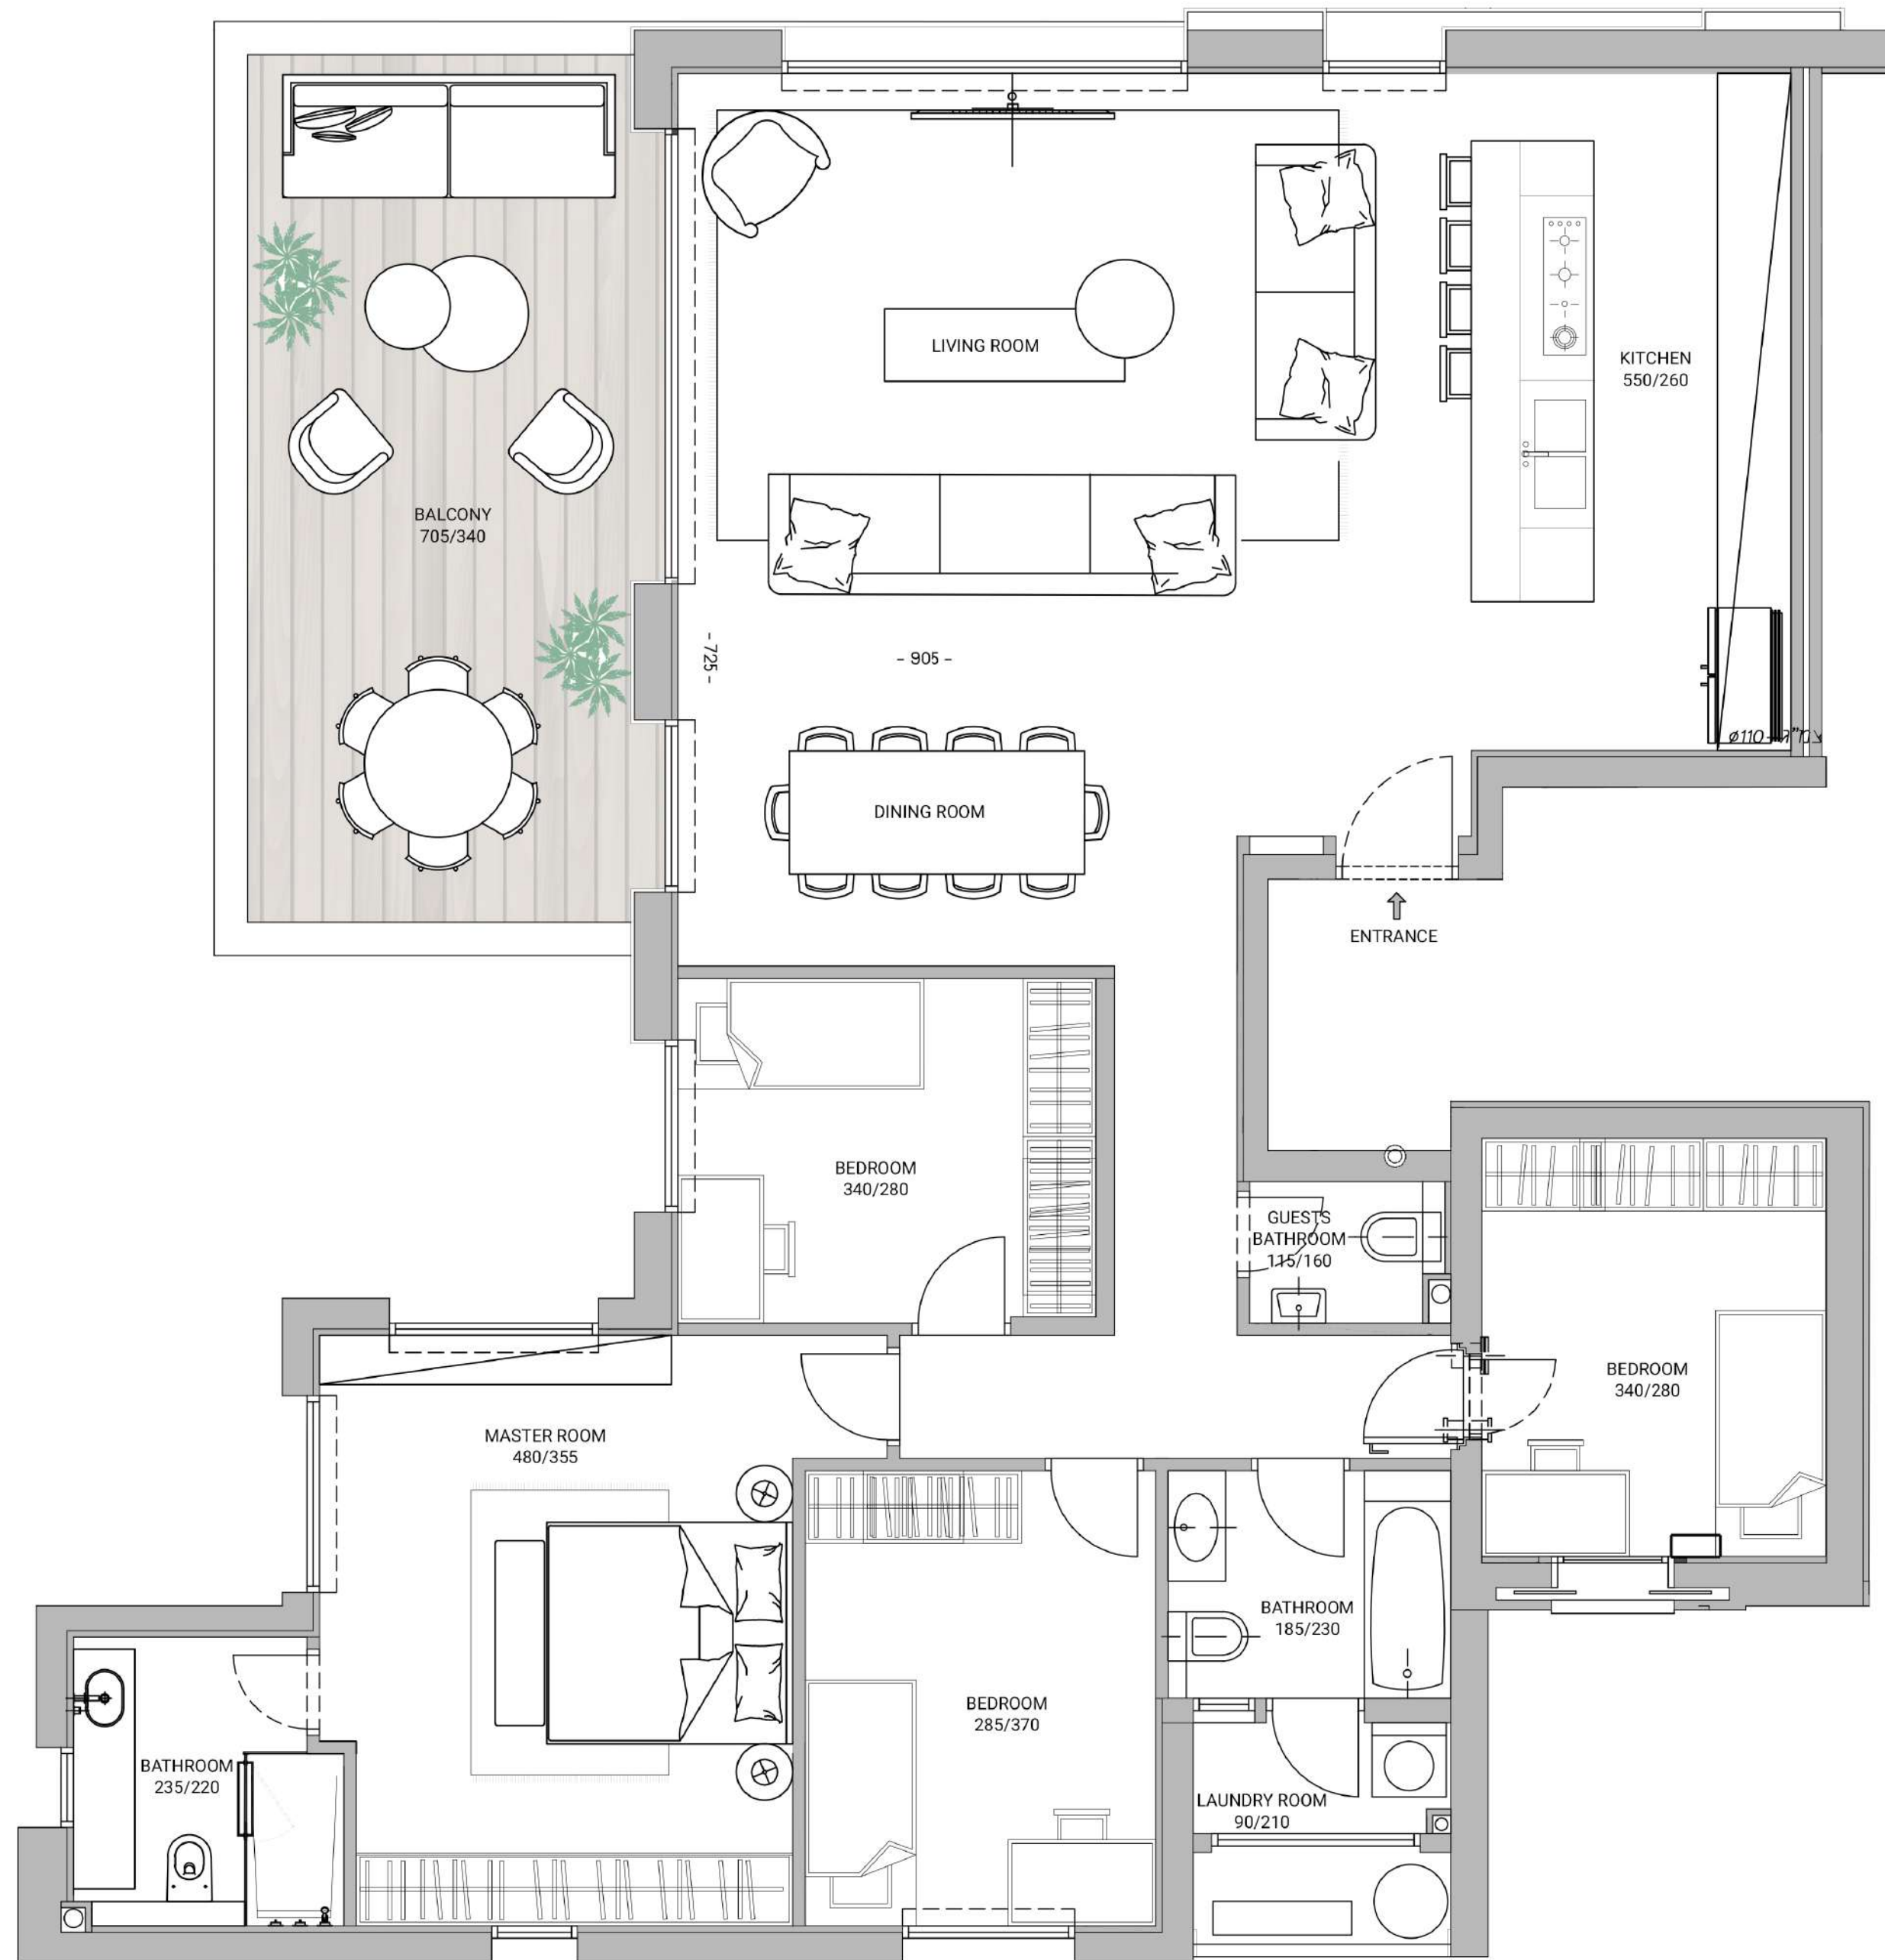 LIVING ROOM
KITCHEN
550/260
BALCONY
705/340
- 725 -
- 905 -
ø110
DINING ROOM
ENTRANCE
BEDROOM
340/280
GUESTS
BATHROOM
115/160
BEDROOM
340/280
MASTER ROOM
480/355
BATHROOM
185/230
BEDROOM
285/370
BATHROOM
235/220
LAUNDRY ROOM
90/210